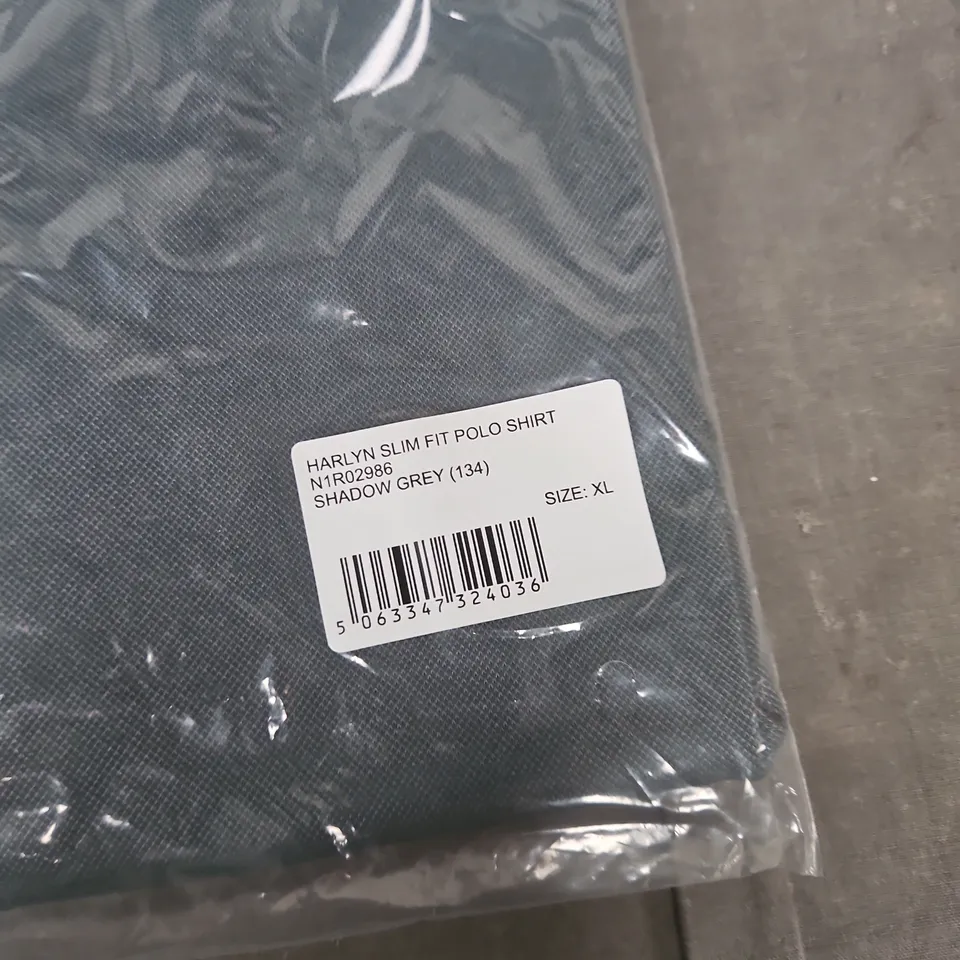 HARLYN SLIM FIT POLO SHIRT
N1R02986
SHADOW GREY (134)
SIZE: XL
5 063347 324036